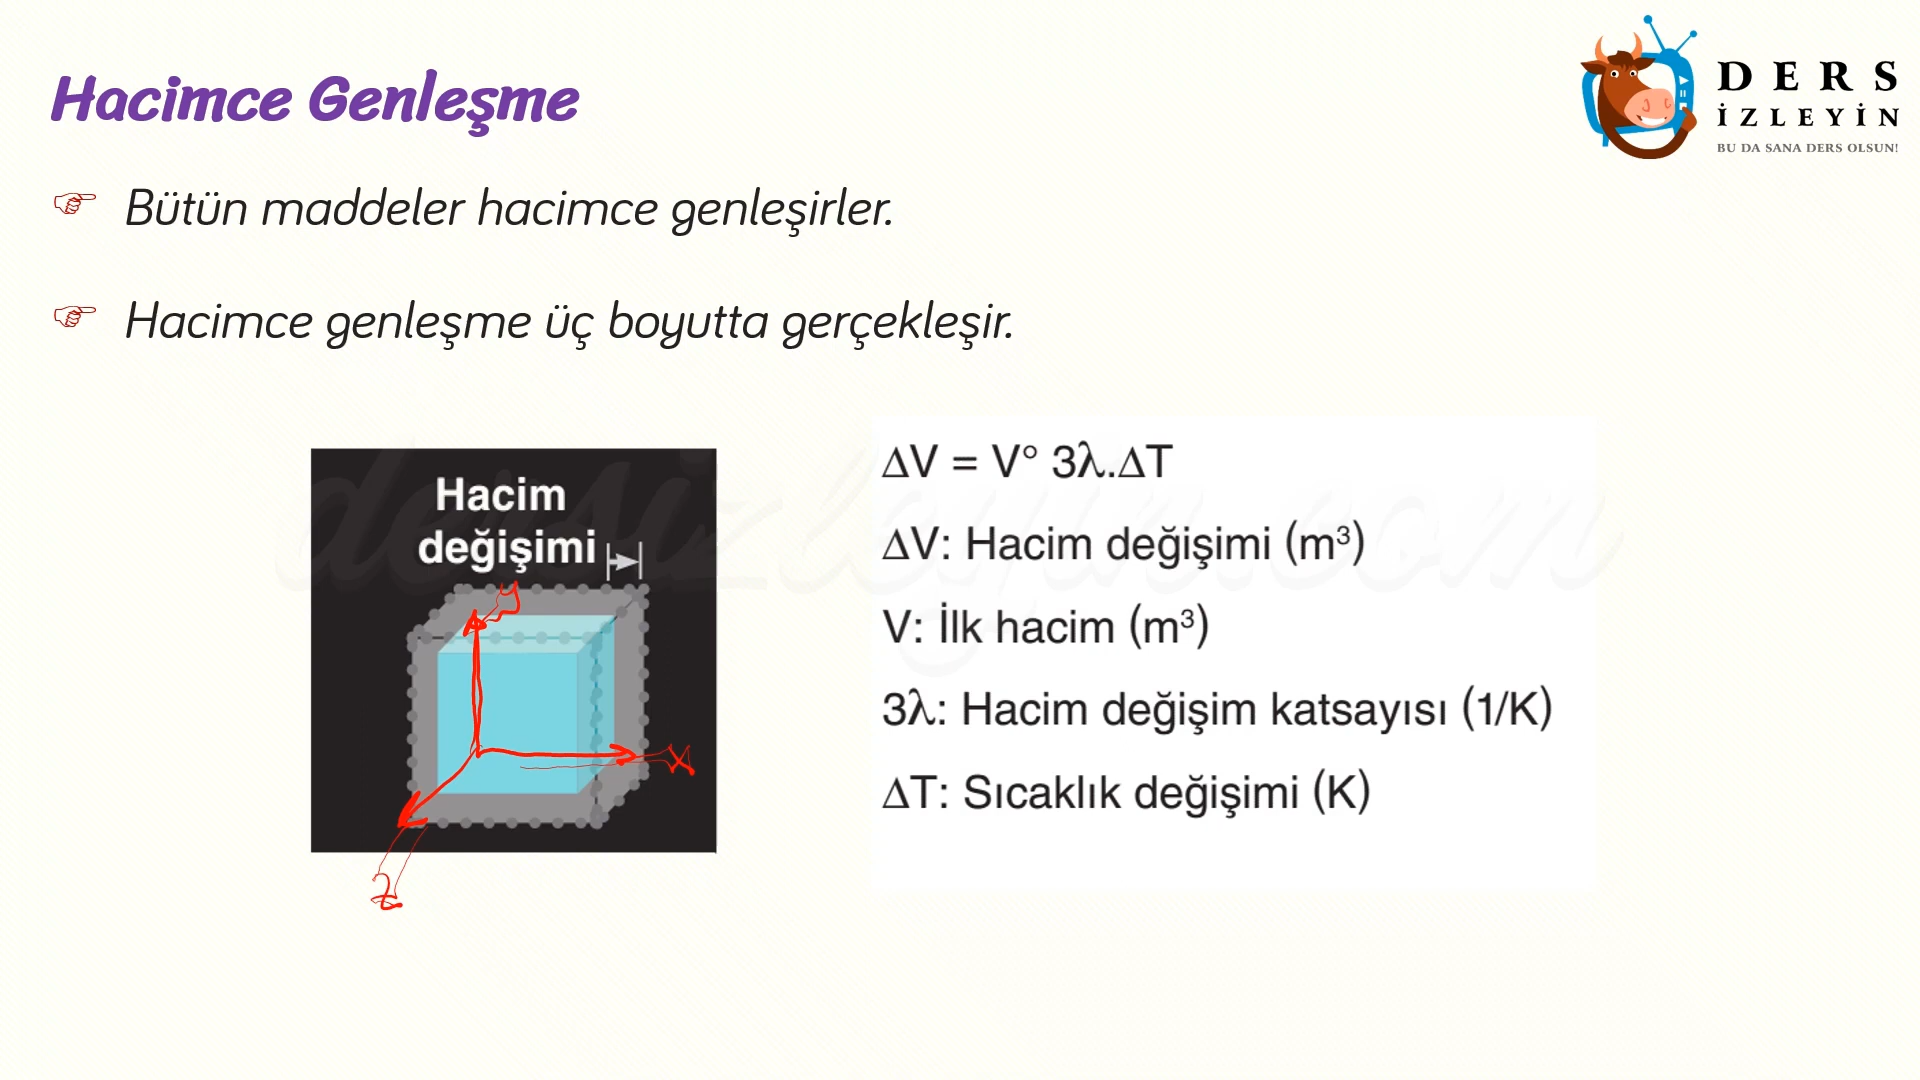 Hacimce Genleşme
DERS
İZLEYİN
BU DA SANA DERS OLSUN!
☞ Bütün maddeler hacimce genleşirler.
☞ Hacimce genleşme üç boyutta gerçekleşir.
Hacim
değişimi
y
x
z
ΔV = V° 3λ.ΔT
ΔV: Hacim değişimi (m³)
V: İlk hacim (m³)
3λ: Hacim değişim katsayısı (1/K)
ΔT: Sıcaklık değişimi (K)
dersizleyin.com